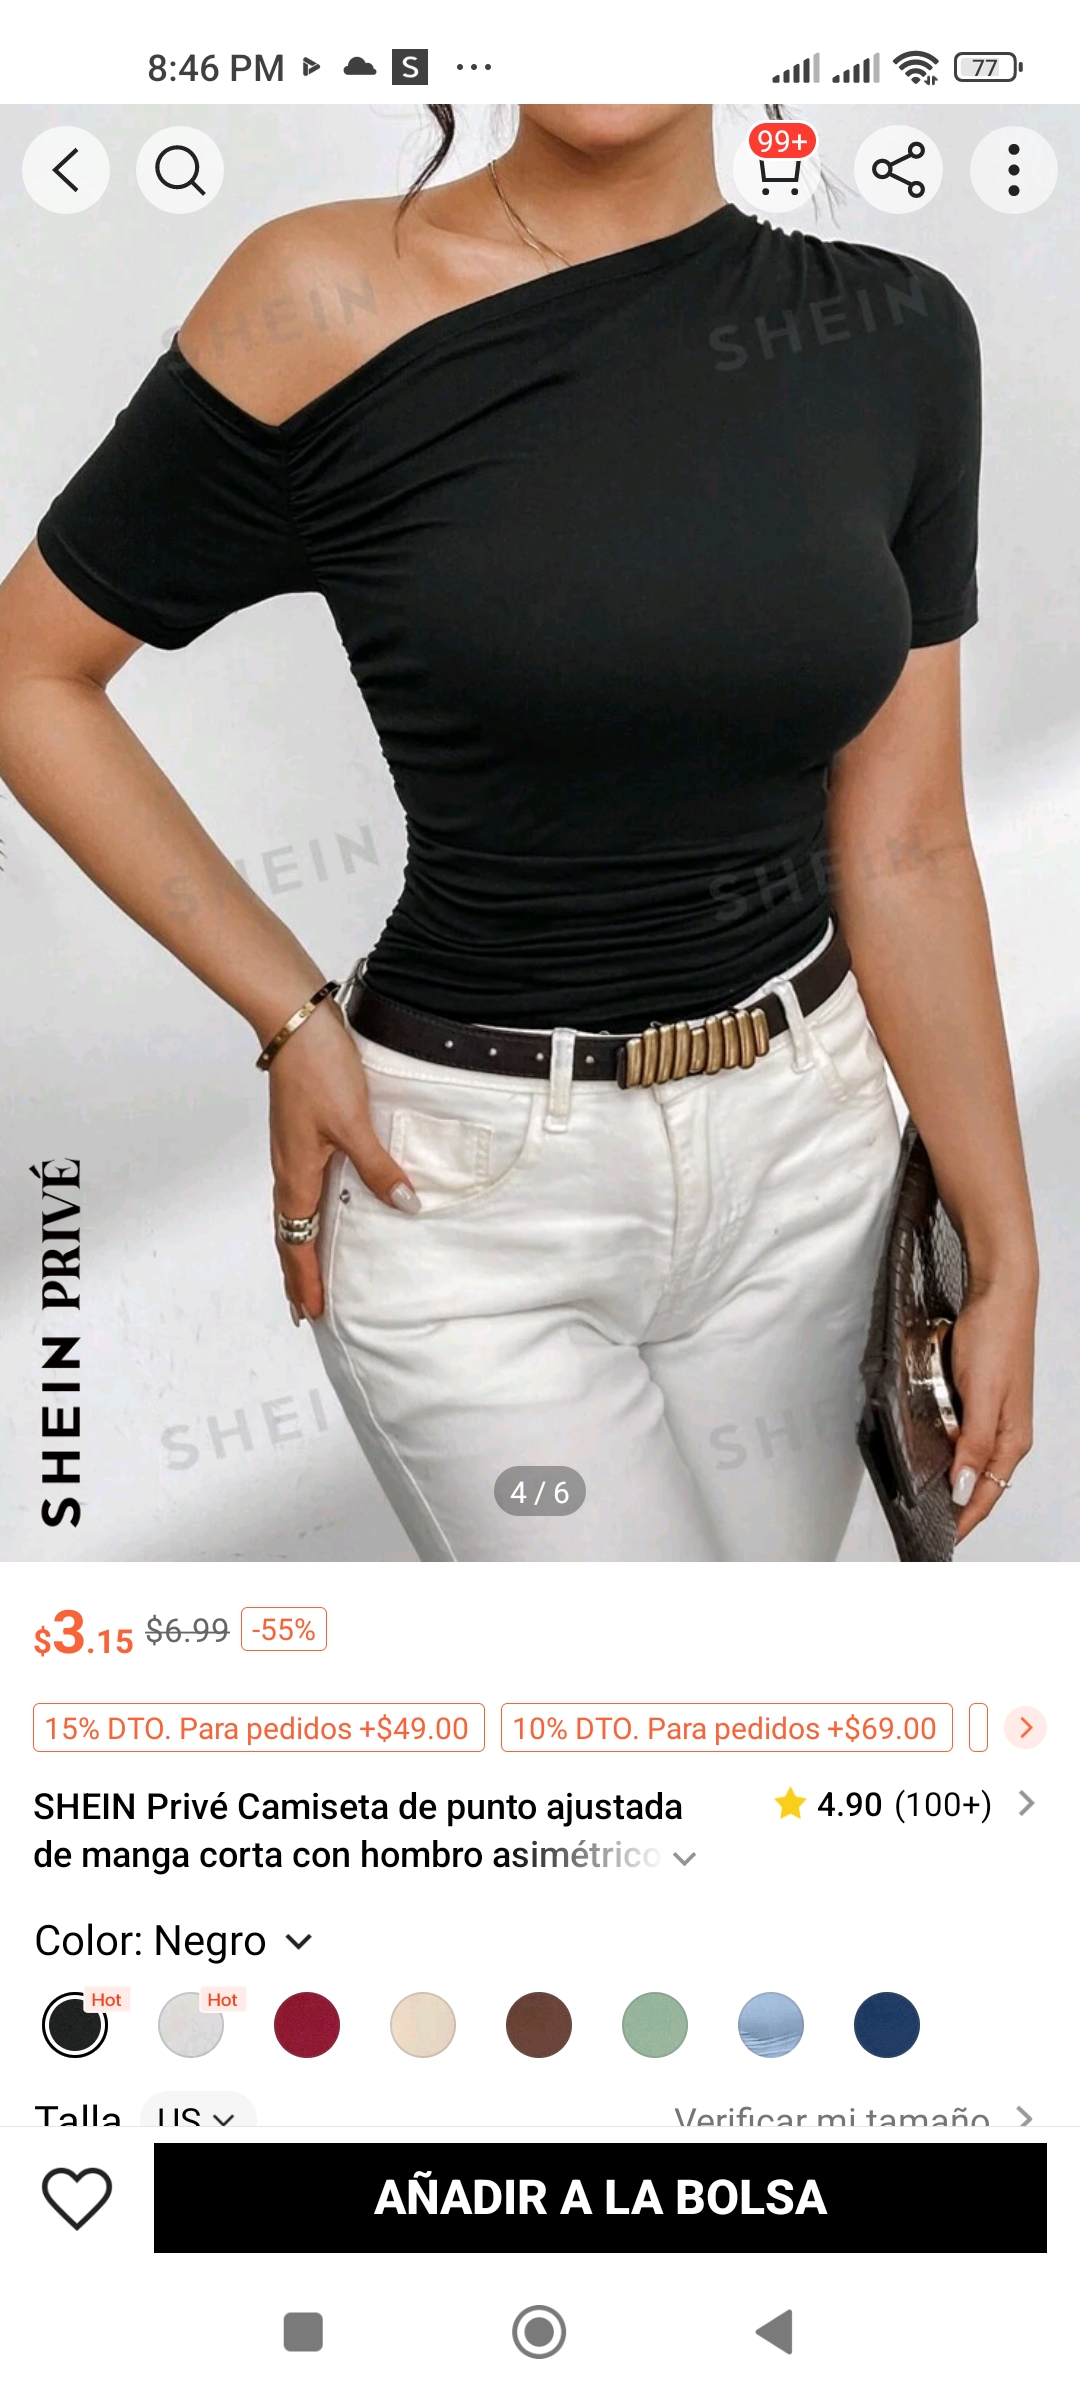 8:46 PM S ...
77
99+
SHEIN SHEIN
SHEIN SHEIN
SHEIN PRIVÉ
SHEI SH
4 / 6
$3.15 $6.99 -55%
15% DTO. Para pedidos +$49.00 10% DTO. Para pedidos +$69.00
SHEIN Privé Camiseta de punto ajustada 4.90 (100+)
de manga corta con hombro asimétrico
Color: Negro
Hot Hot
Talla US Verificar mi tamaño
AÑADIR A LA BOLSA